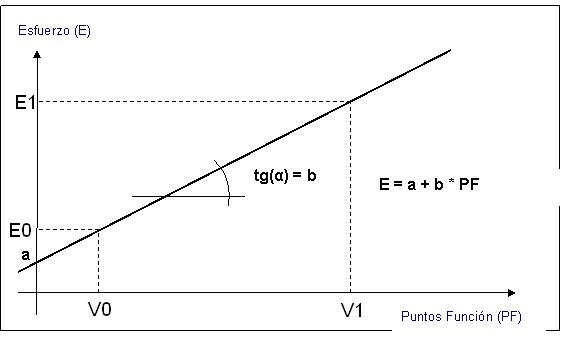 Esfuerzo (E)
E1
tg(α) = b
E = a + b * PF
E0
a
V0
V1
Puntos Función (PF)